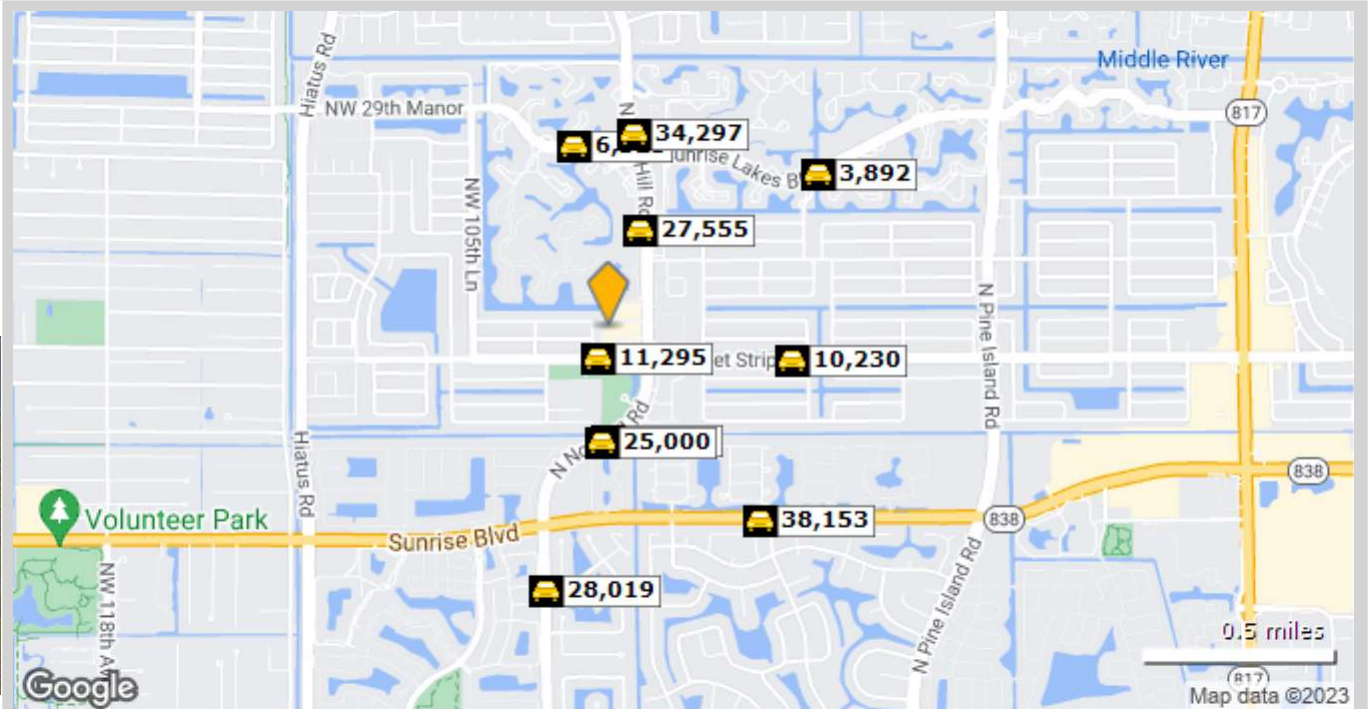 Hiatus Rd
Middle River
NW 29th Manor
N
34,297
817
Sunrise Lakes B
3,892
Hill Rd
NW 105th Ln
27,555
N Pine Island Rd
11,295
et Strip
10,230
25,000
N No
Rd
Hiatus Rd
838
Volunteer Park
38,153
838
Sunrise Blvd
NW 118th A
28,019
N Pine Island Rd
0.5 miles
817
Google
Map data ©2023